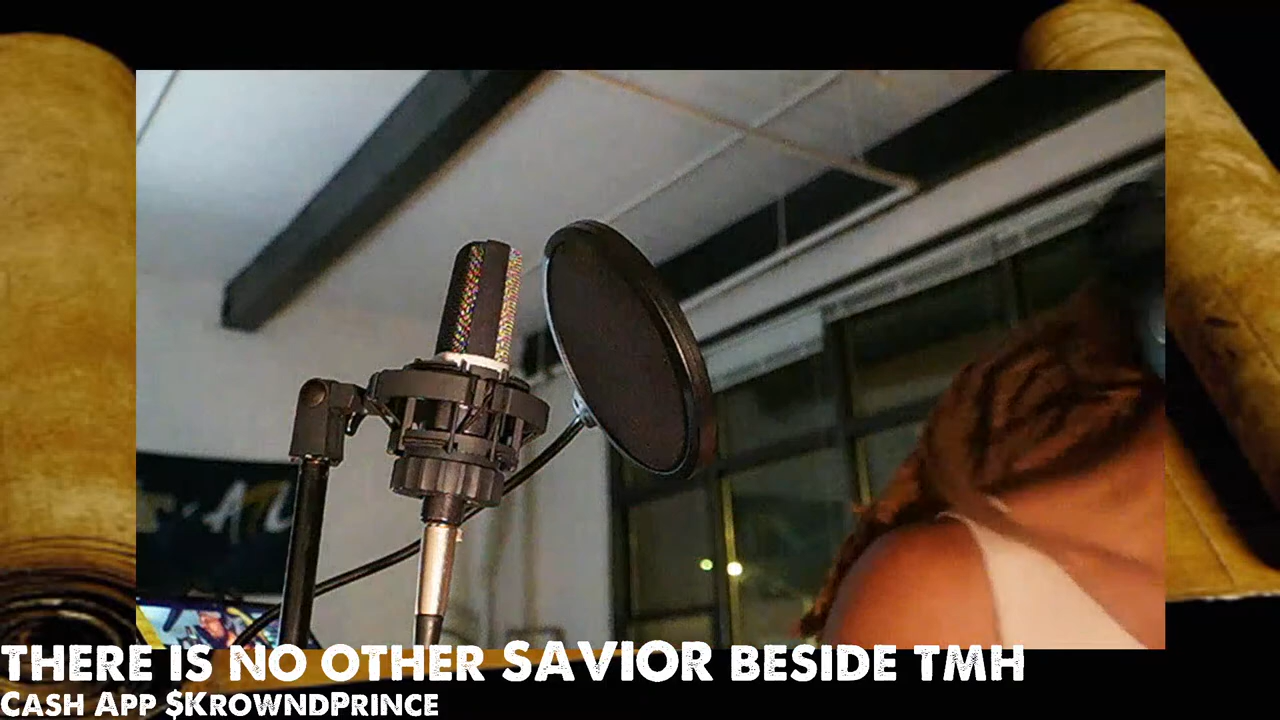 THERE IS NO OTHER SAVIOR BESIDE TMH
CASH APP $KROWNDPRINCE